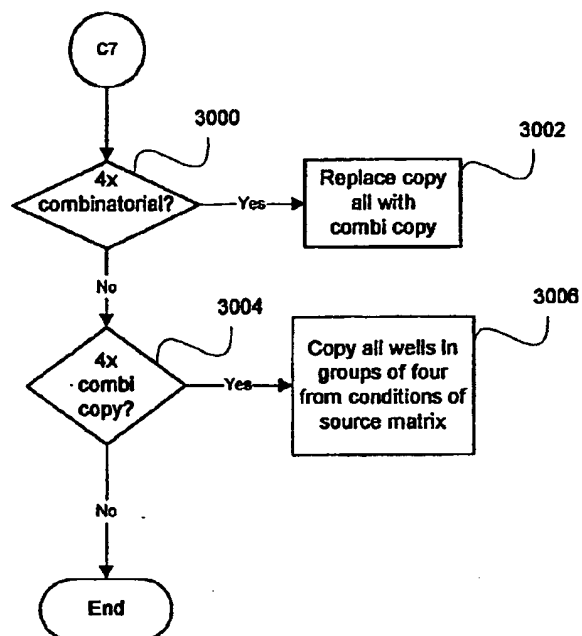 C7
3000
4x
combinatorial?
Yes
3002
Replace copy
all with
combi copy
No
3004
4x
combi
copy?
Yes
3006
Copy all wells in
groups of four
from conditions of
source matrix
No
End